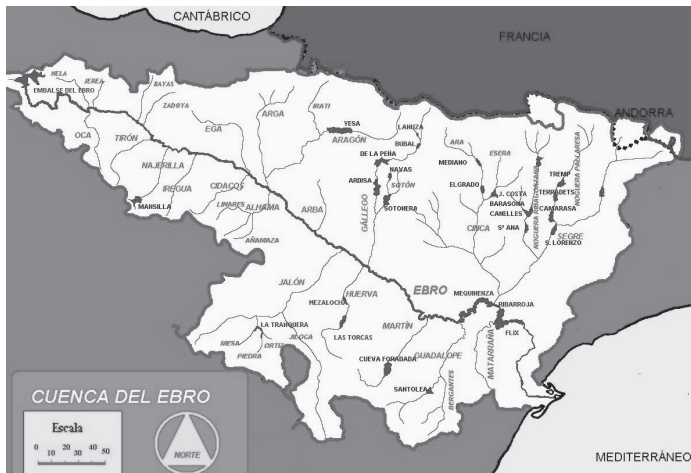 CANTÁBRICO
FRANCIA
ANDORRA
NELA
JEREA
BAYAS
EMBALSE DEL EBRO
ZADOYA
EGA
ARGA
IRATI
YESA
ARAGÓN
LANUZA
BUBAL
ARA
ESERA
OCA
TIRÓN
DE LA PEÑA
NAVAS
MEDIANO
NAJERILLA
IREGUA
CIDACOS
ARDISA
SOTÓN
ELGRADO
J. COSTA
BARASONA
CANELLES
Sª ANA
NOGUERA RIBAGORZANA
TREMP
TERRADETS
CAMARASA
NOGUERA PALLARESA
MANSILLA
LINARES
ALHAMA
AÑAMAZA
ARBA
GÁLLEGO
SOTONERA
CINCA
SEGRE
S. LORENZO
JALÓN
HUERVA
EBRO
MEZALOCHA
MEQUINENZA
RIBARROJA
LA TRANQUERA
JILOCA
LAS TORCAS
MARTÍN
FLIX
MESA
PIEDRA
ORTIZ
CUEVA FORADADA
GUADALOPE
MATARRAÑA
SANTOLEA
BERGANTES
CUENCA DEL EBRO
Escala
0 10 20 30 40 50
NORTE
MEDITERRÁNEO